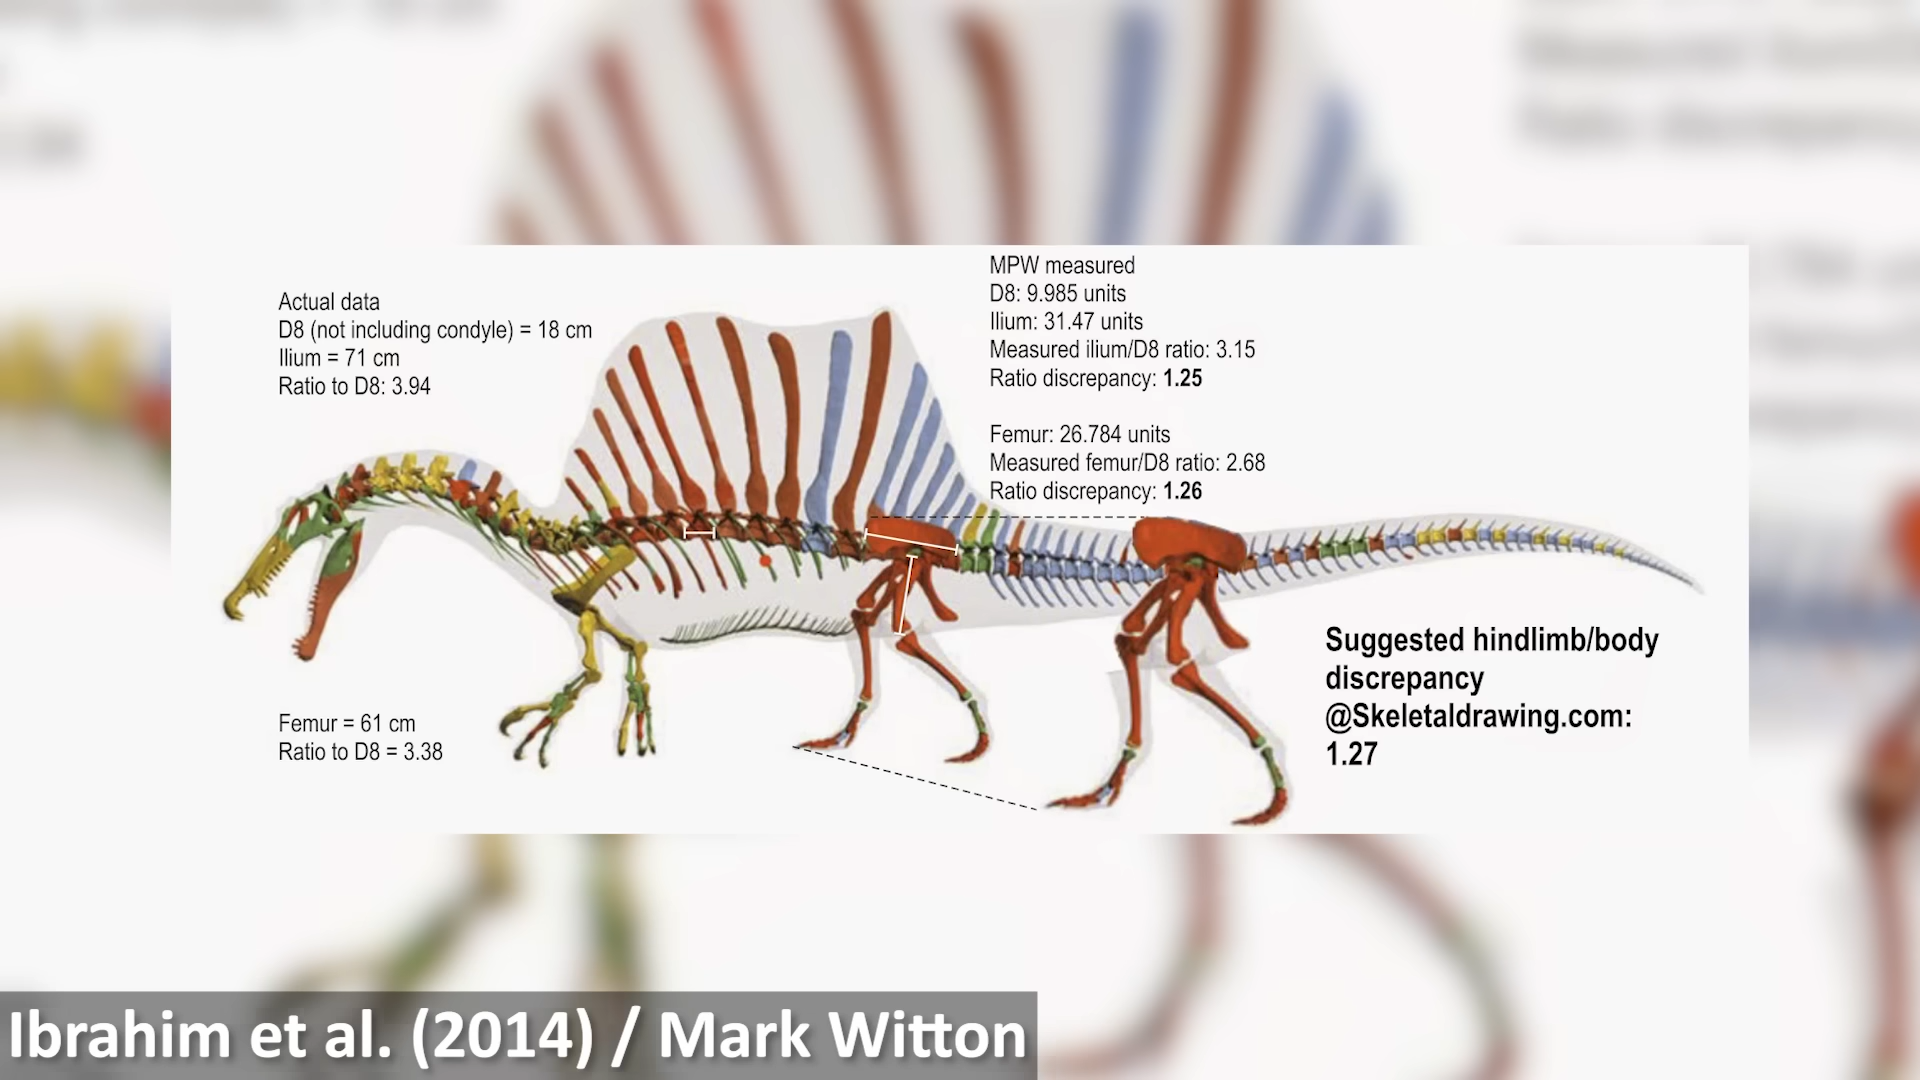 Actual data
D8 (not including condyle) = 18 cm
Ilium = 71 cm
Ratio to D8: 3.94
MPW measured
D8: 9.985 units
Ilium: 31.47 units
Measured ilium/D8 ratio: 3.15
Ratio discrepancy: 1.25
Femur: 26.784 units
Measured femur/D8 ratio: 2.68
Ratio discrepancy: 1.26
Suggested hindlimb/body
discrepancy
@Skeletaldrawing.com:
1.27
Femur = 61 cm
Ratio to D8 = 3.38
Ibrahim et al. (2014) / Mark Witton